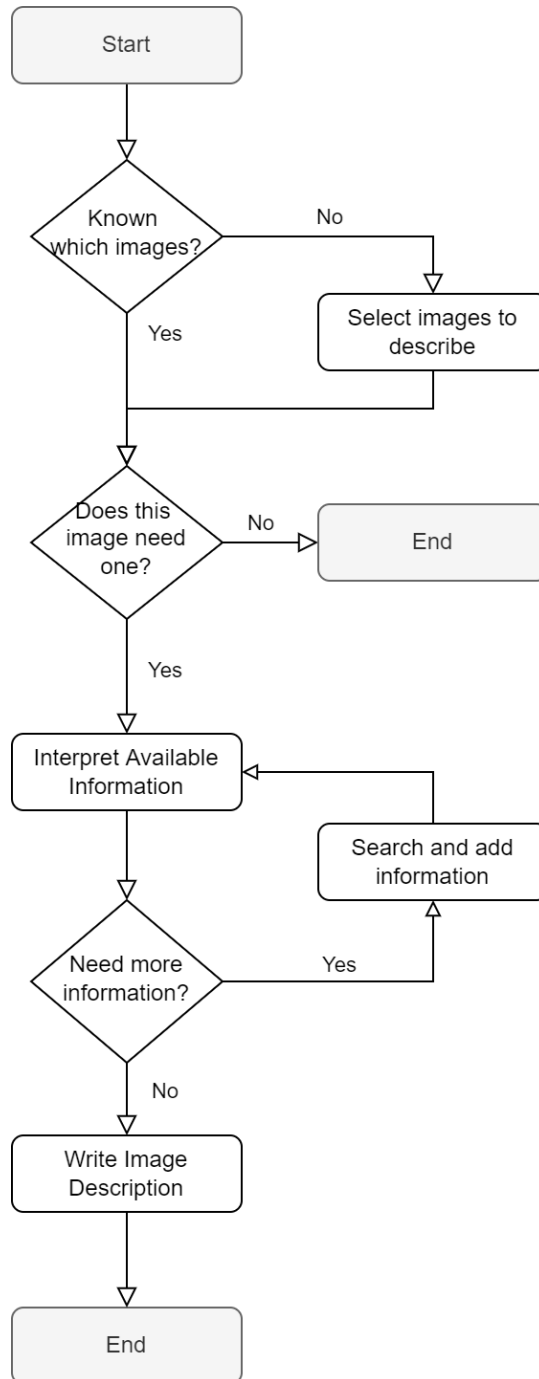 Start
Known
which images?
No
Select images to
describe
Yes
Does this
image need
one?
No
End
Yes
Interpret Available
Information
Search and add
information
Need more
information?
Yes
No
Write Image
Description
End